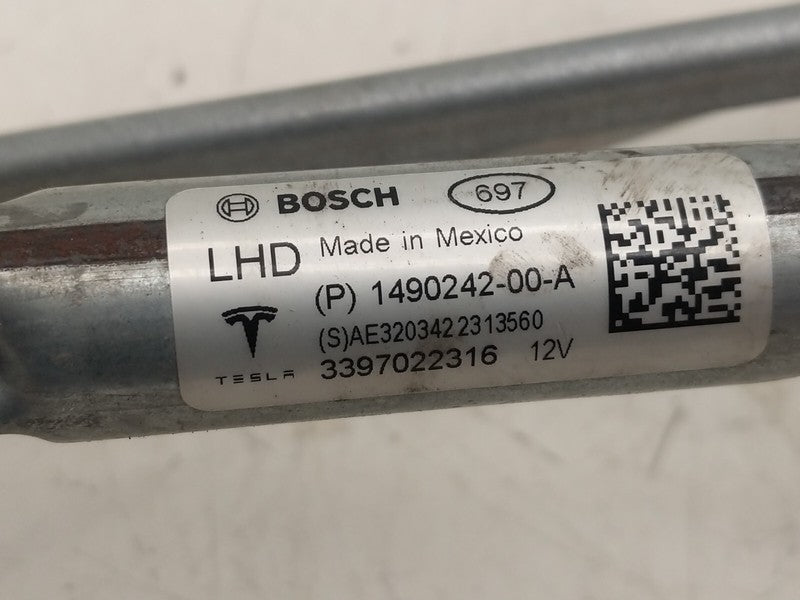 BOSCH 697
LHD Made in Mexico
(P) 1490242-00-A
(S)AE3203422313560
TESLA 3397022316 12V